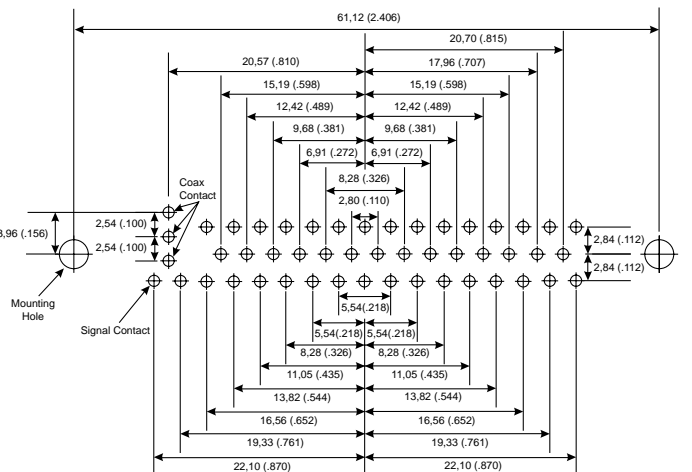 61,12 (2.406)
20,70 (.815)
20,57 (.810) 17,96 (.707)
15,19 (.598) 15,19 (.598)
12,42 (.489) 12,42 (.489)
9,68 (.381) 9,68 (.381)
6,91 (.272) 6,91 (.272)
8,28 (.326)
2,80 (.110)
Coax
Contact
2,54 (.100)
2,54 (.100)
(.156)
2,84 (.112)
2,84 (.112)
Mounting
Hole
Signal Contact
5,54(.218)
5,54(.218) 5,54(.218)
8,28 (.326) 8,28 (.326)
11,05 (.435) 11,05 (.435)
13,82 (.544) 13,82 (.544)
16,56 (.652) 16,56 (.652)
19,33 (.761) 19,33 (.761)
22,10 (.870) 22,10 (.870)